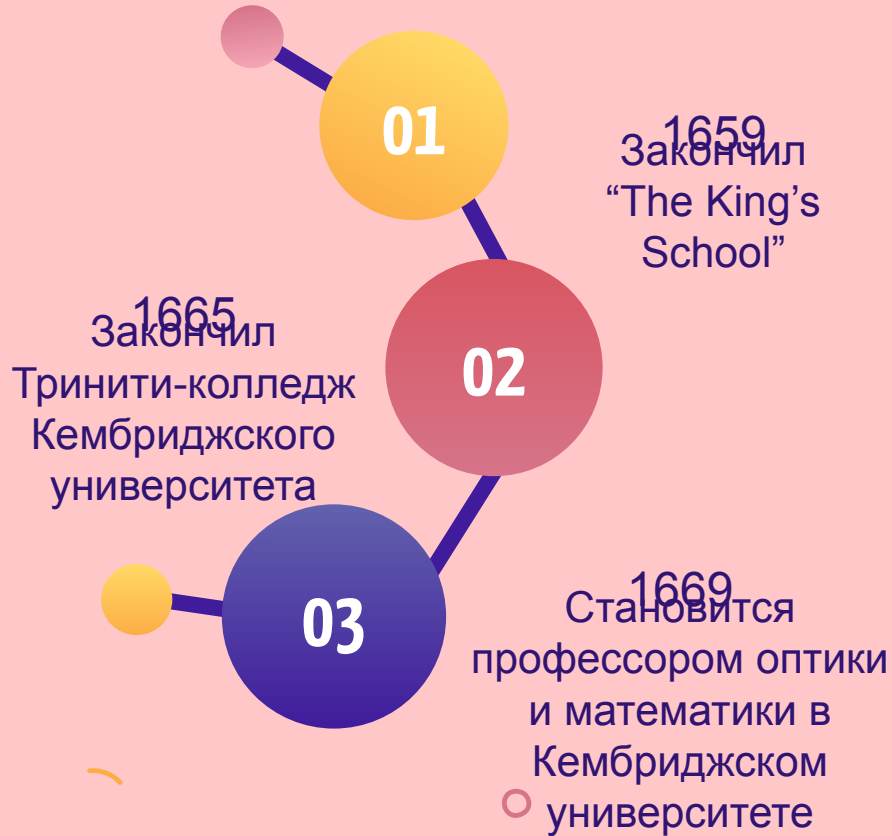 01
1659
Закончил
“The King’s
School”
02
1665
Закончил
Тринити-колледж
Кембриджского
университета
03
1669
Становится
профессором оптики
и математики в
Кембриджском
университете